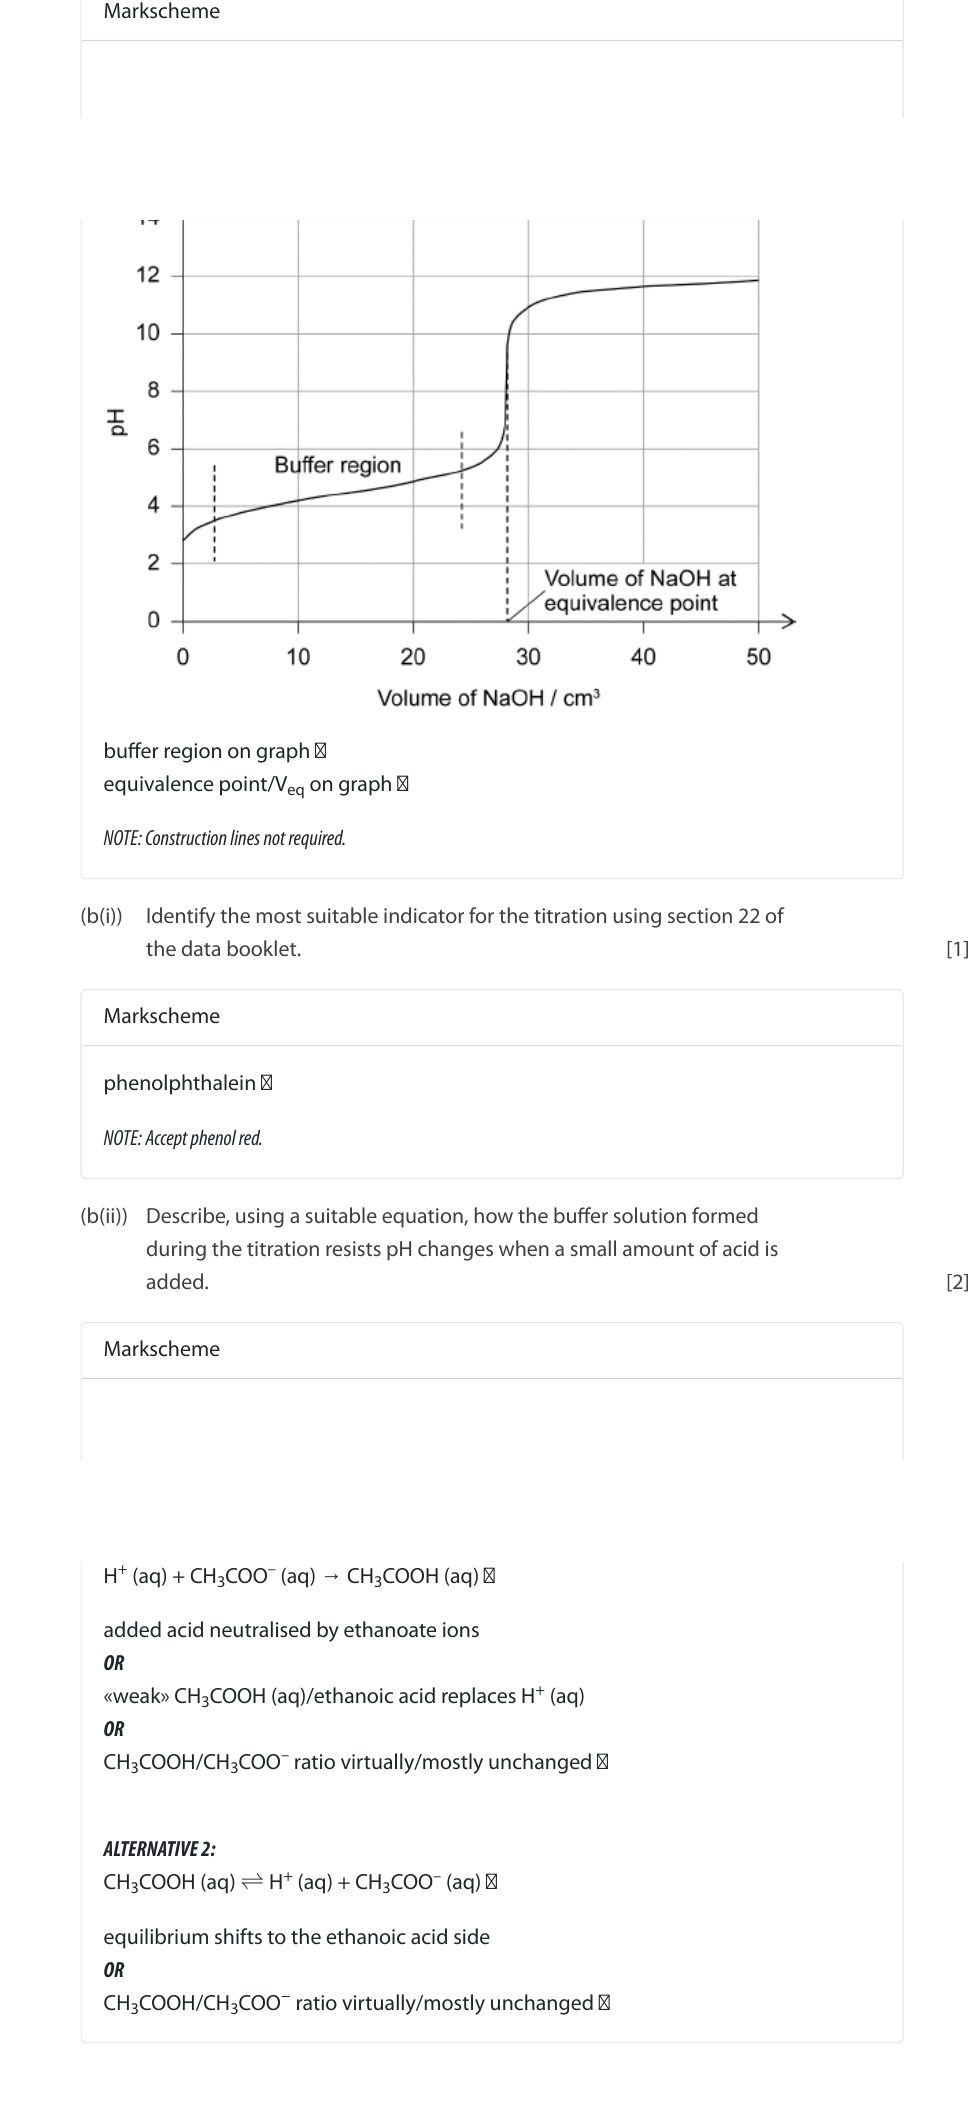 Markscheme
12
10
8
6
4
2
0
pH
Buffer region
Volume of NaOH at
equivalence point
0 10 20 30 40 50
Volume of NaOH / cm³
buffer region on graph
equivalence point/Veq on graph
NOTE: Construction lines not required.
(b(i)) Identify the most suitable indicator for the titration using section 22 of
the data booklet. [1]
Markscheme
phenolphthalein
NOTE: Accept phenol red.
(b(ii)) Describe, using a suitable equation, how the buffer solution formed
during the titration resists pH changes when a small amount of acid is
added. [2]
Markscheme
H⁺ (aq) + CH₃COO⁻ (aq) → CH₃COOH (aq)
added acid neutralised by ethanoate ions
OR
«weak» CH₃COOH (aq)/ethanoic acid replaces H⁺ (aq)
OR
CH₃COOH/CH₃COO⁻ ratio virtually/mostly unchanged
ALTERNATIVE 2:
CH₃COOH (aq) ⇌ H⁺ (aq) + CH₃COO⁻ (aq)
equilibrium shifts to the ethanoic acid side
OR
CH₃COOH/CH₃COO⁻ ratio virtually/mostly unchanged